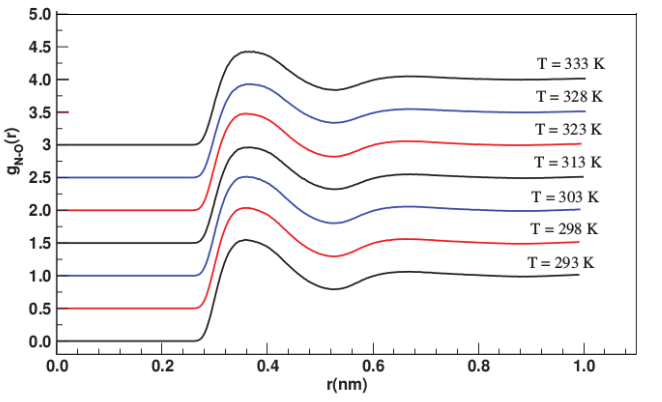 5.0
4.5
4.0
3.5
3
2.5
2.0
1.5
1.0
0.5
0.0
gN-O(r)
T = 333 K
T = 328 K
T = 323 K
T = 313 K
T = 303 K
T = 298 K
T = 293 K
0.0 0.2 0.4 0.6 0.8 1.0
r(nm)